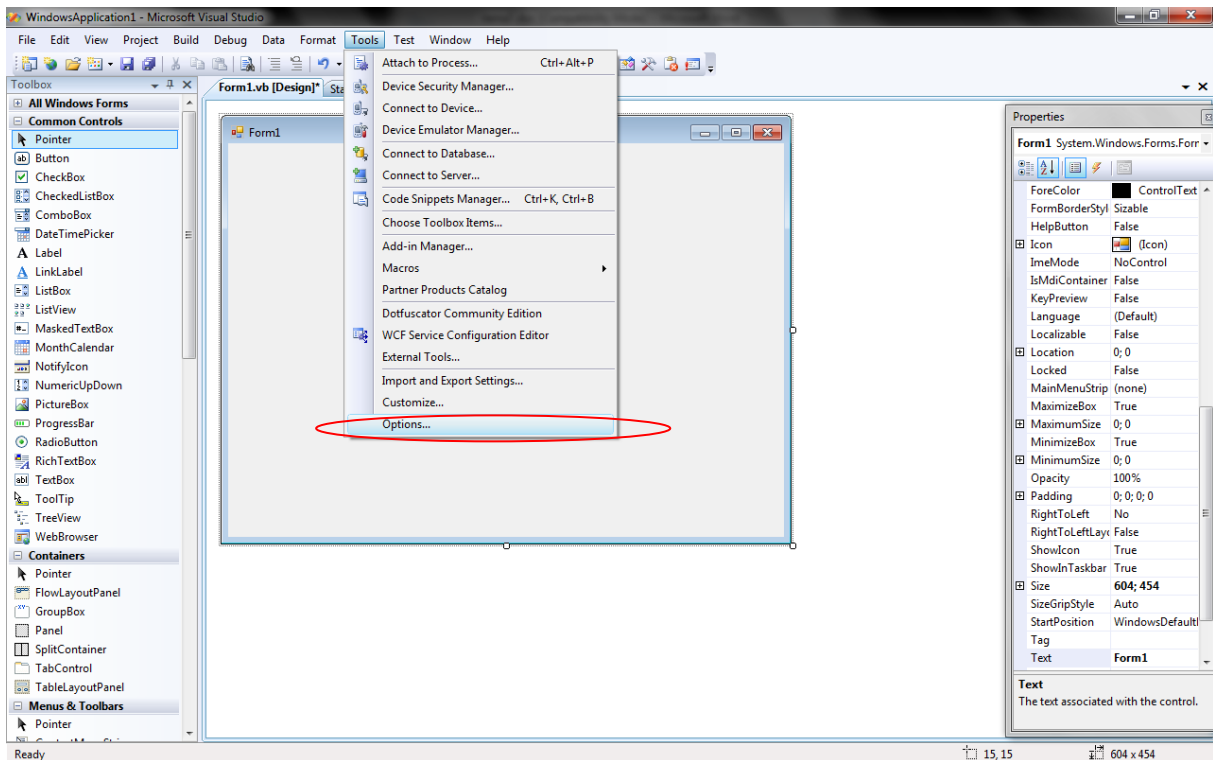 WindowsApplication1 - Microsoft Visual Studio
File Edit View Project Build Debug Data Format Tools Test Window Help
Toolbox
All Windows Forms
Common Controls
Pointer
Button
CheckBox
CheckedListBox
ComboBox
DateTimePicker
Label
LinkLabel
ListBox
ListView
MaskedTextBox
MonthCalendar
NotifyIcon
NumericUpDown
PictureBox
ProgressBar
RadioButton
RichTextBox
TextBox
ToolTip
TreeView
WebBrowser
Containers
Pointer
FlowLayoutPanel
GroupBox
Panel
SplitContainer
TabControl
TableLayoutPanel
Menus & Toolbars
Pointer
Form1.vb [Design]* Sta
Form1
Attach to Process... Ctrl+Alt+P
Device Security Manager...
Connect to Device...
Device Emulator Manager...
Connect to Database...
Connect to Server...
Code Snippets Manager... Ctrl+K, Ctrl+B
Choose Toolbox Items...
Add-in Manager...
Macros
Partner Products Catalog
Dotfuscator Community Edition
WCF Service Configuration Editor
External Tools...
Import and Export Settings...
Customize...
Options...
Properties
Form1 System.Windows.Forms.Forr
ForeColor ControlText
FormBorderStyl Sizable
HelpButton False
Icon (Icon)
ImeMode NoControl
IsMdiContainer False
KeyPreview False
Language (Default)
Localizable False
Location 0; 0
Locked False
MainMenuStrip (none)
MaximizeBox True
MaximumSize 0; 0
MinimizeBox True
MinimumSize 0; 0
Opacity 100%
Padding 0; 0; 0; 0
RightToLeft No
RightToLeftLayo False
ShowIcon True
ShowInTaskbar True
Size 604; 454
SizeGripStyle Auto
StartPosition WindowsDefaultl
Tag
Text Form1
Text
The text associated with the control.
Ready 15, 15 604 x 454